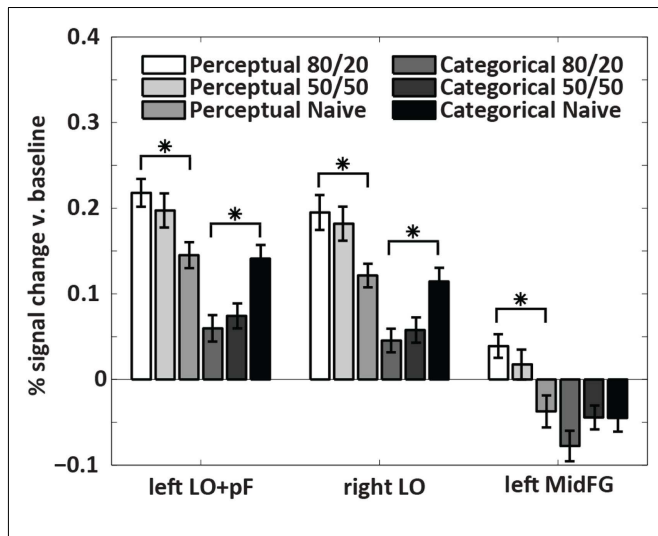 0.4
Perceptual 80/20 Categorical 80/20
Perceptual 50/50 Categorical 50/50
0.3
Perceptual Naive Categorical Naive
% signal change v. baseline
* *
0.2
* *
*
0.1
0
−0.1
left LO+pF right LO left MidFG